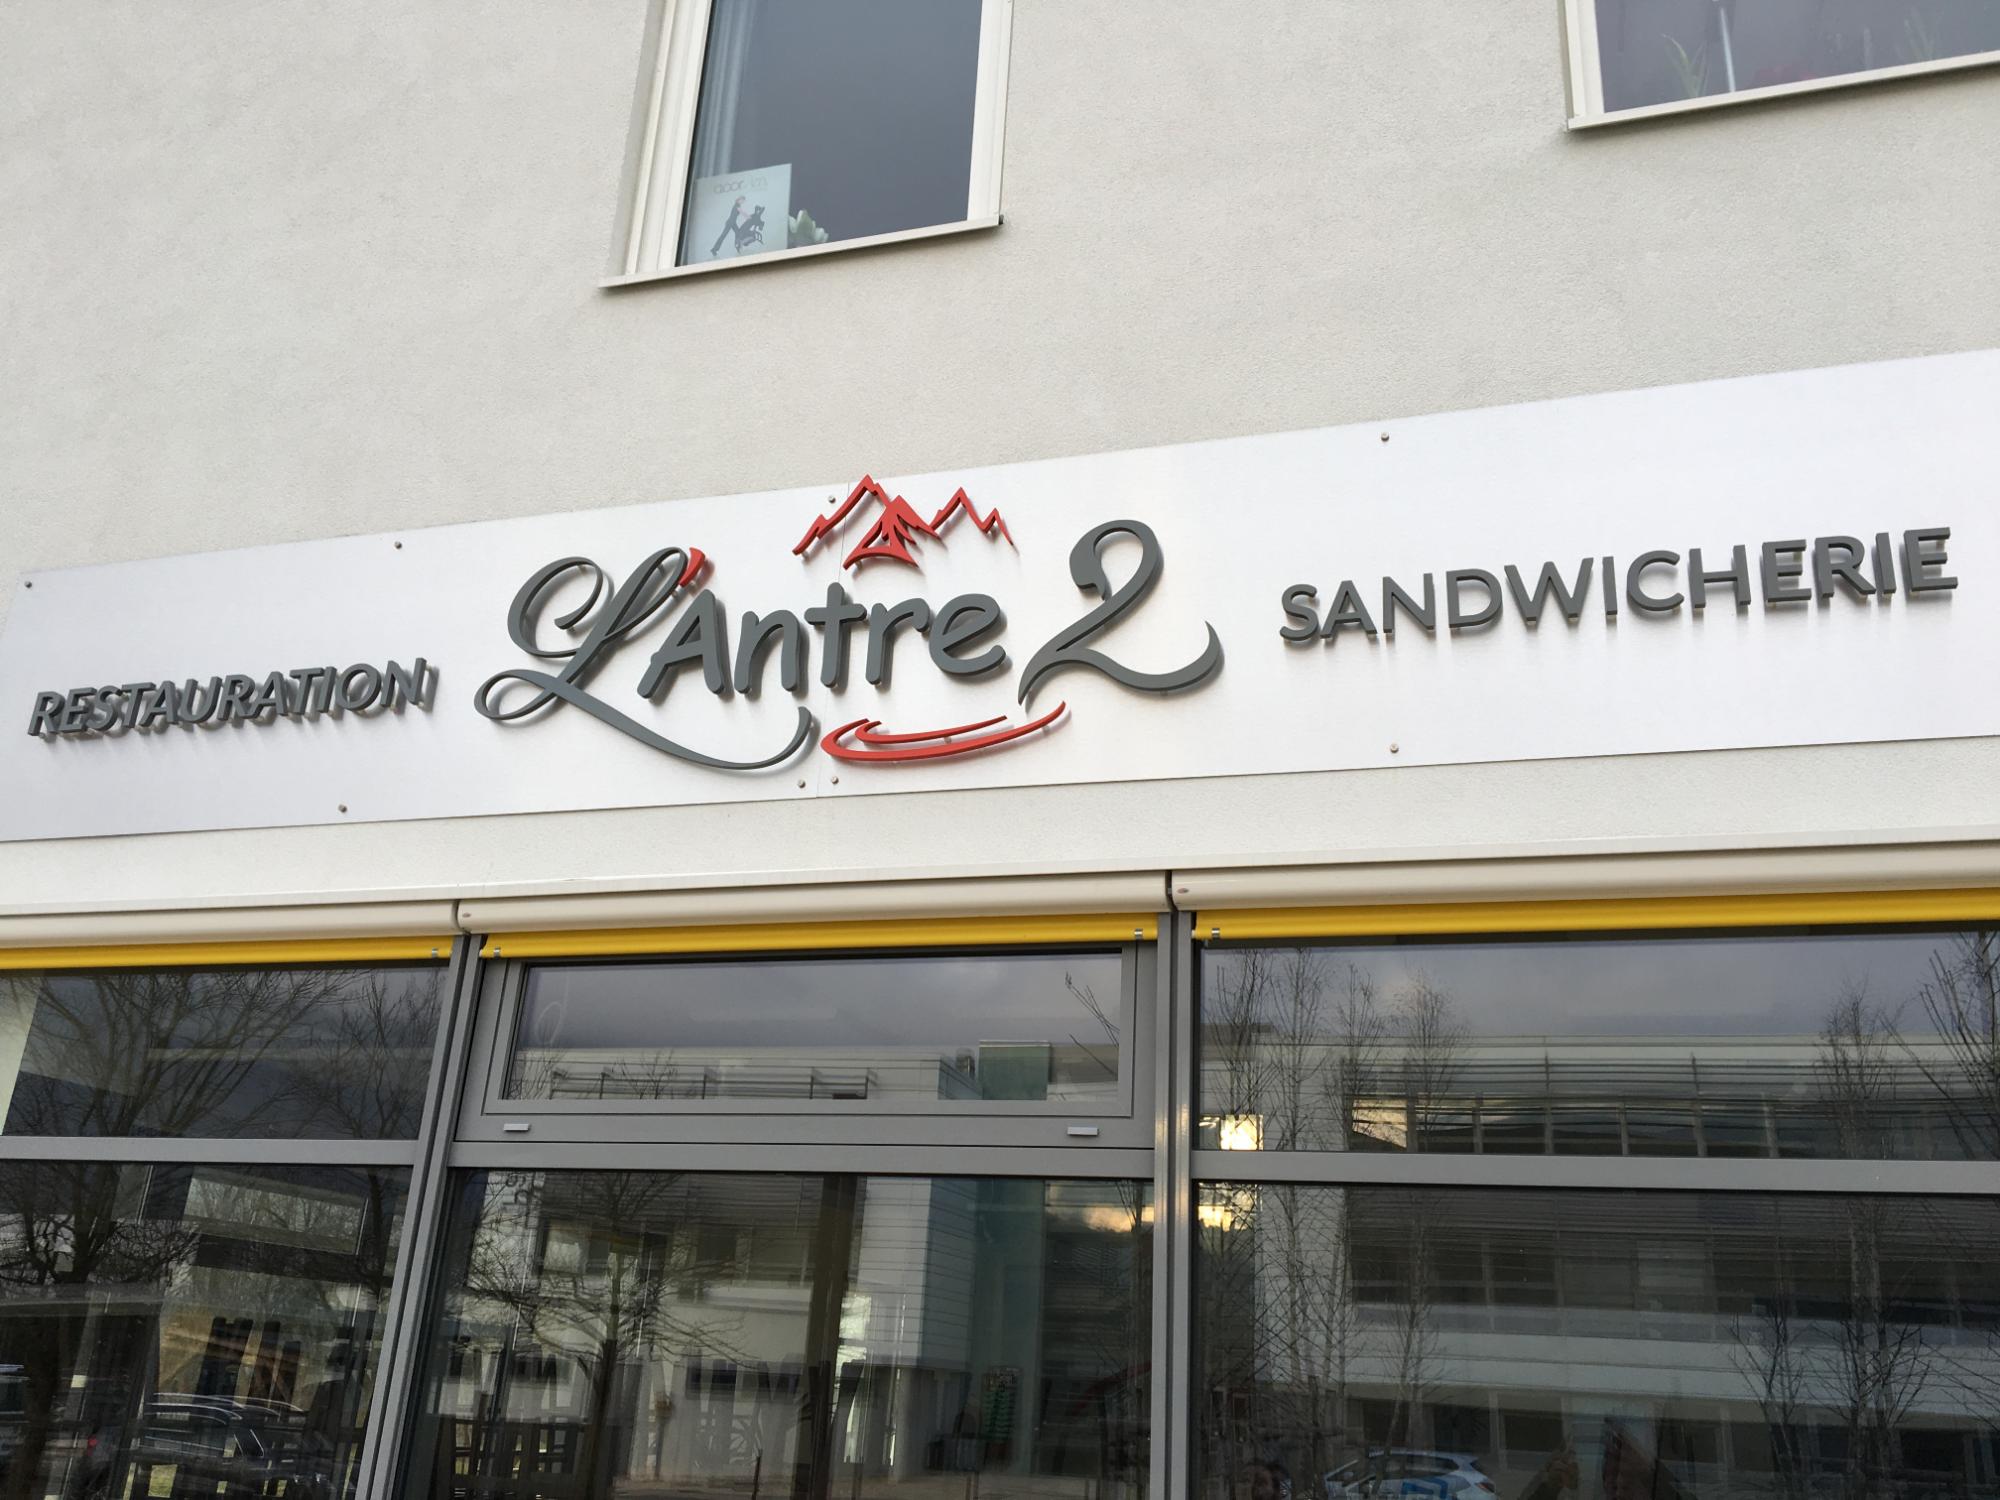 RESTAURATION
L'Antre 2
SANDWICHERIE